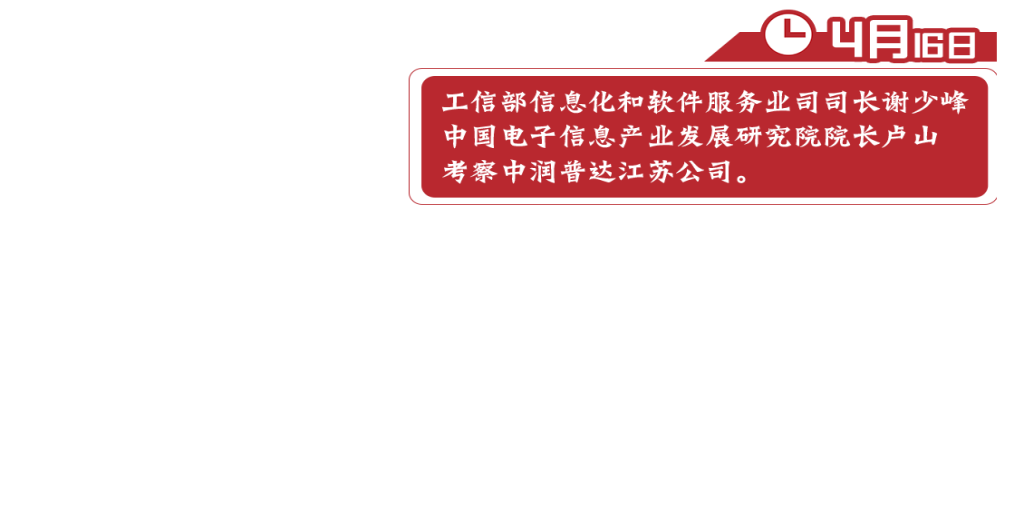 4月16日
工信部信息化和软件服务业司司长谢少峰
中国电子信息产业发展研究院院长卢山
考察中润普达江苏公司。